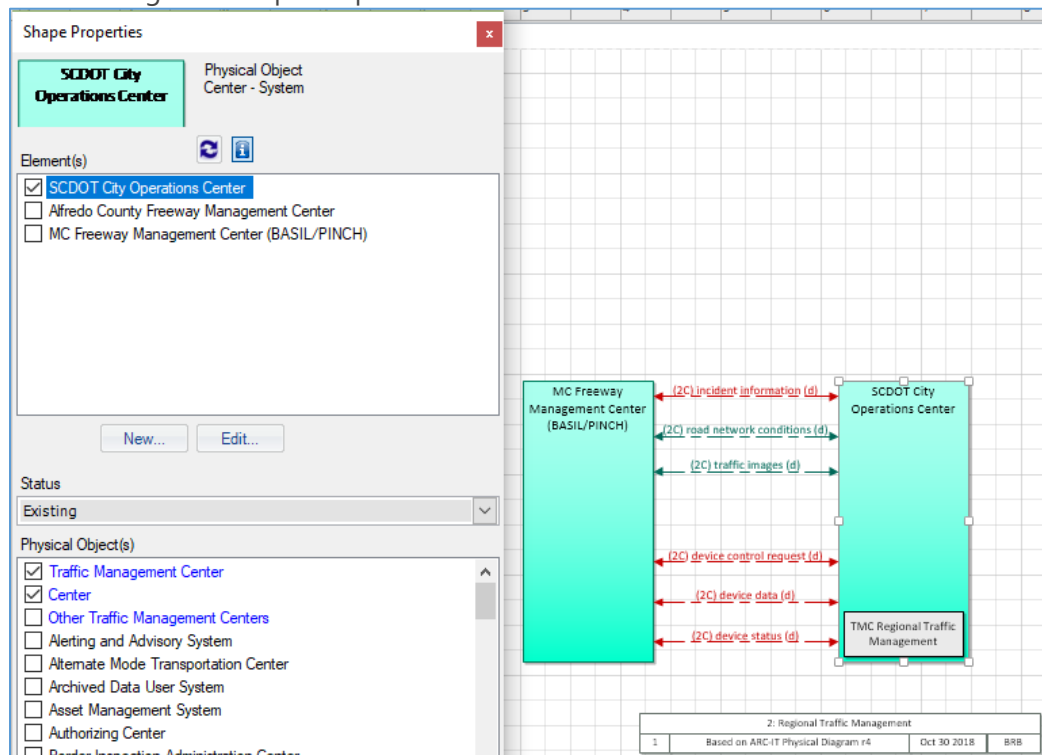 Shape Properties
x
SCDOT City
Operations Center
Physical Object
Center - System
Element(s)
SCDOT City Operations Center
Alfredo County Freeway Management Center
MC Freeway Management Center (BASIL/PINCH)
New...
Edit...
Status
Existing
Physical Object(s)
Traffic Management Center
Center
Other Traffic Management Centers
Alerting and Advisory System
Alternate Mode Transportation Center
Archived Data User System
Asset Management System
Authorizing Center
Border Inspection Administration Center
MC Freeway
Management Center
(BASIL/PINCH)
(2C) incident information (d)
(2C) road network conditions (d)
(2C) traffic images (d)
(2C) device control request (d)
(2C) device data (d)
(2C) device status (d)
SCDOT City
Operations Center
TMC Regional Traffic
Management
2: Regional Traffic Management
1 Based on ARC-IT Physical Diagram r4 Oct 30 2018 BRB